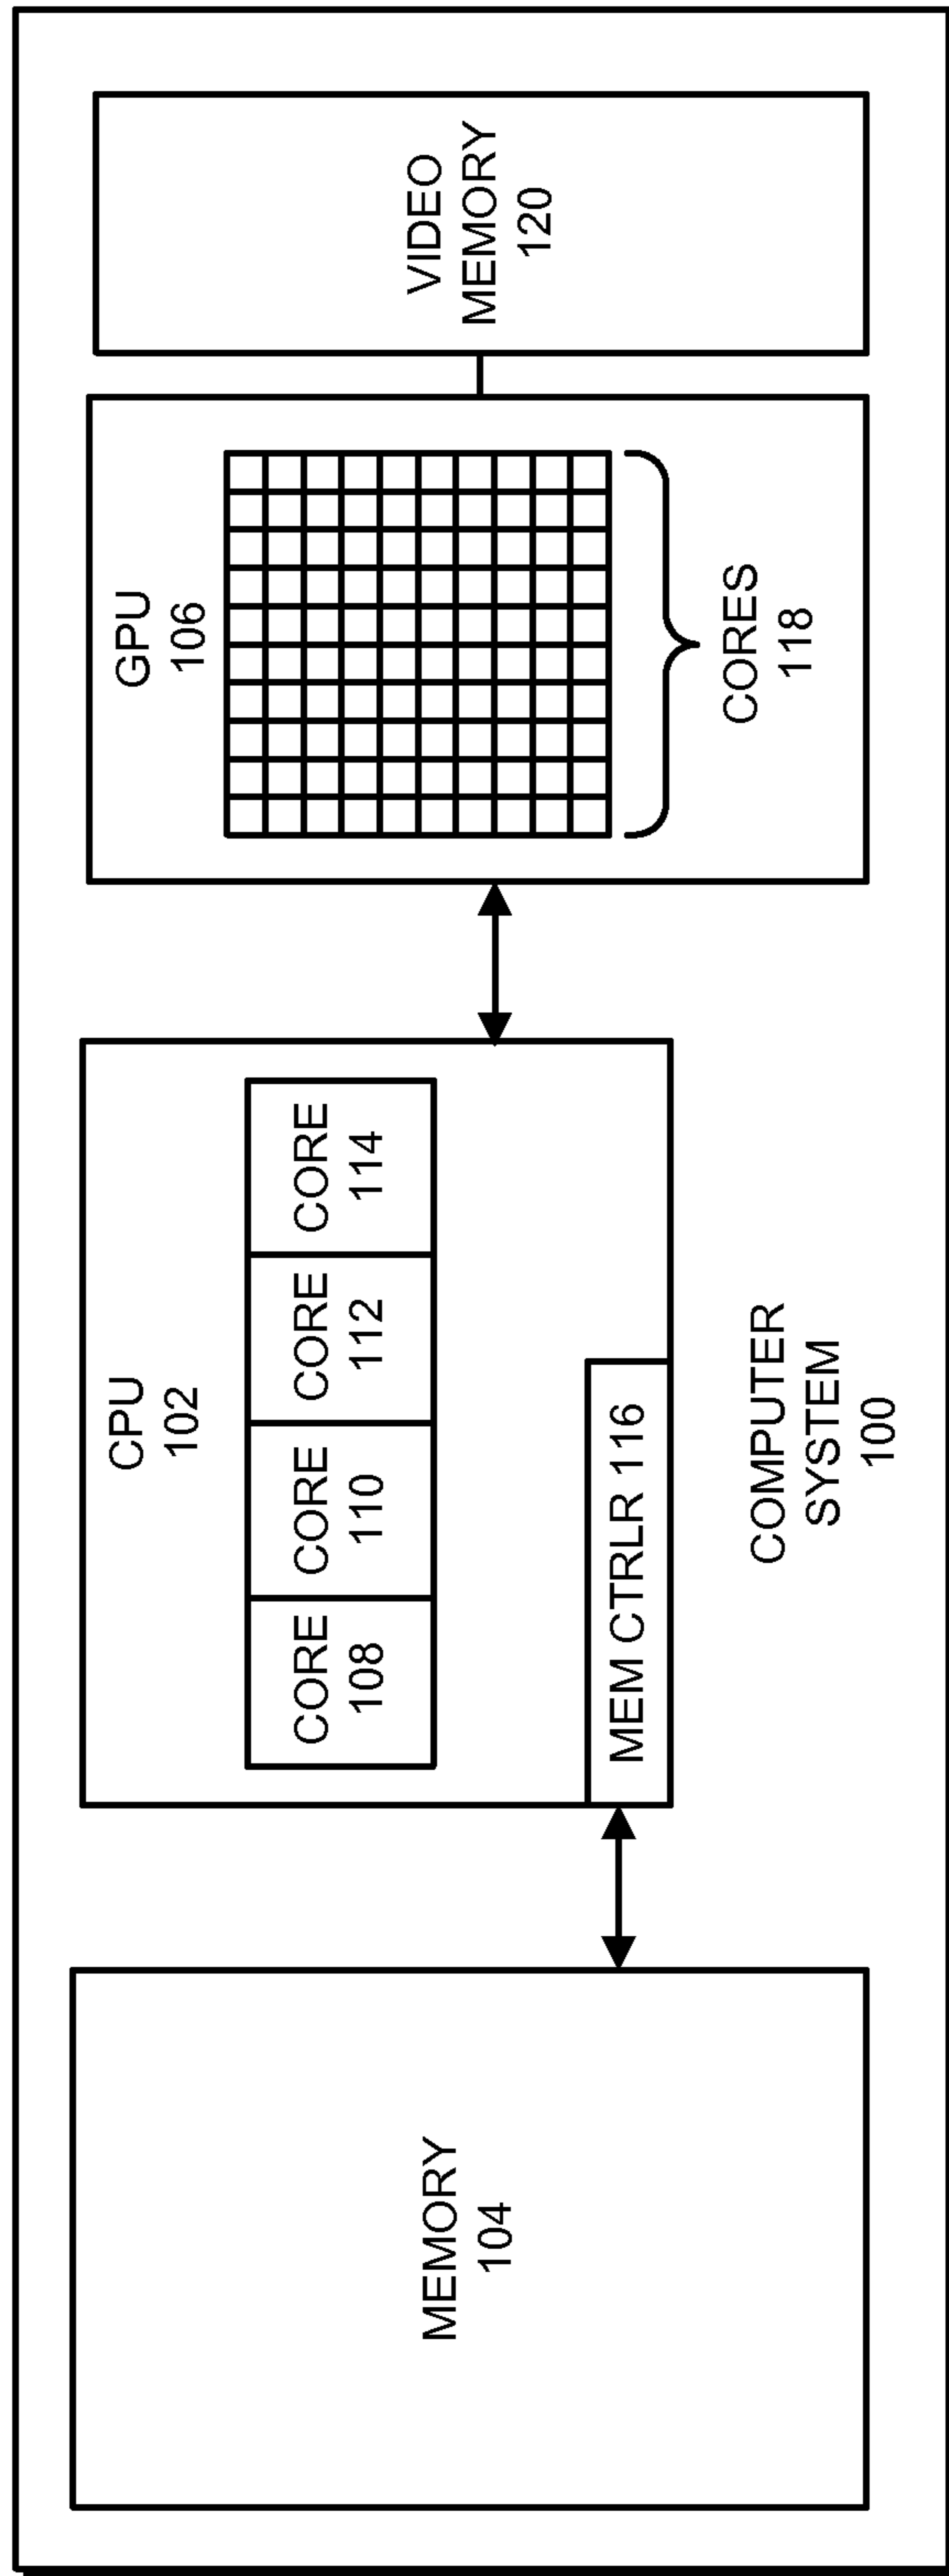 MEMORY
104
CPU
102
CORE
108
CORE
110
CORE
112
CORE
114
MEM CTRLR 116
GPU
106
CORES
118
VIDEO
MEMORY
120
COMPUTER
SYSTEM
100